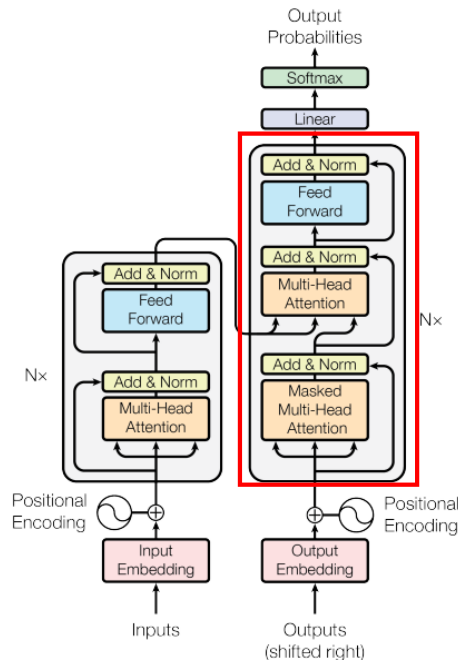 Output
Probabilities
Softmax
Linear
Add & Norm
Feed
Forward
Add & Norm
Multi-Head
Attention
Add & Norm
Masked
Multi-Head
Attention
N×
Add & Norm
Feed
Forward
Add & Norm
Multi-Head
Attention
N×
Positional
Encoding
Positional
Encoding
Input
Embedding
Output
Embedding
Inputs
Outputs
(shifted right)